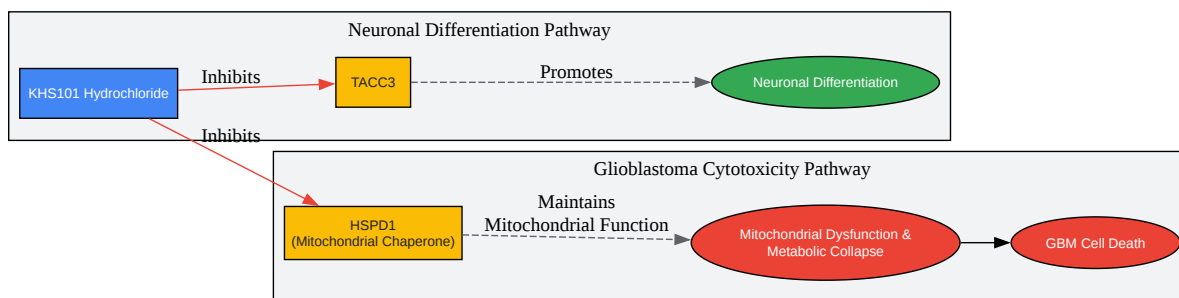 Neuronal Differentiation Pathway
KHS101 Hydrochloride
Inhibits
TACC3
Promotes
Neuronal Differentiation
Inhibits
Glioblastoma Cytotoxicity Pathway
HSPD1
(Mitochondrial Chaperone)
Maintains
Mitochondrial Function
Mitochondrial Dysfunction &
Metabolic Collapse
GBM Cell Death